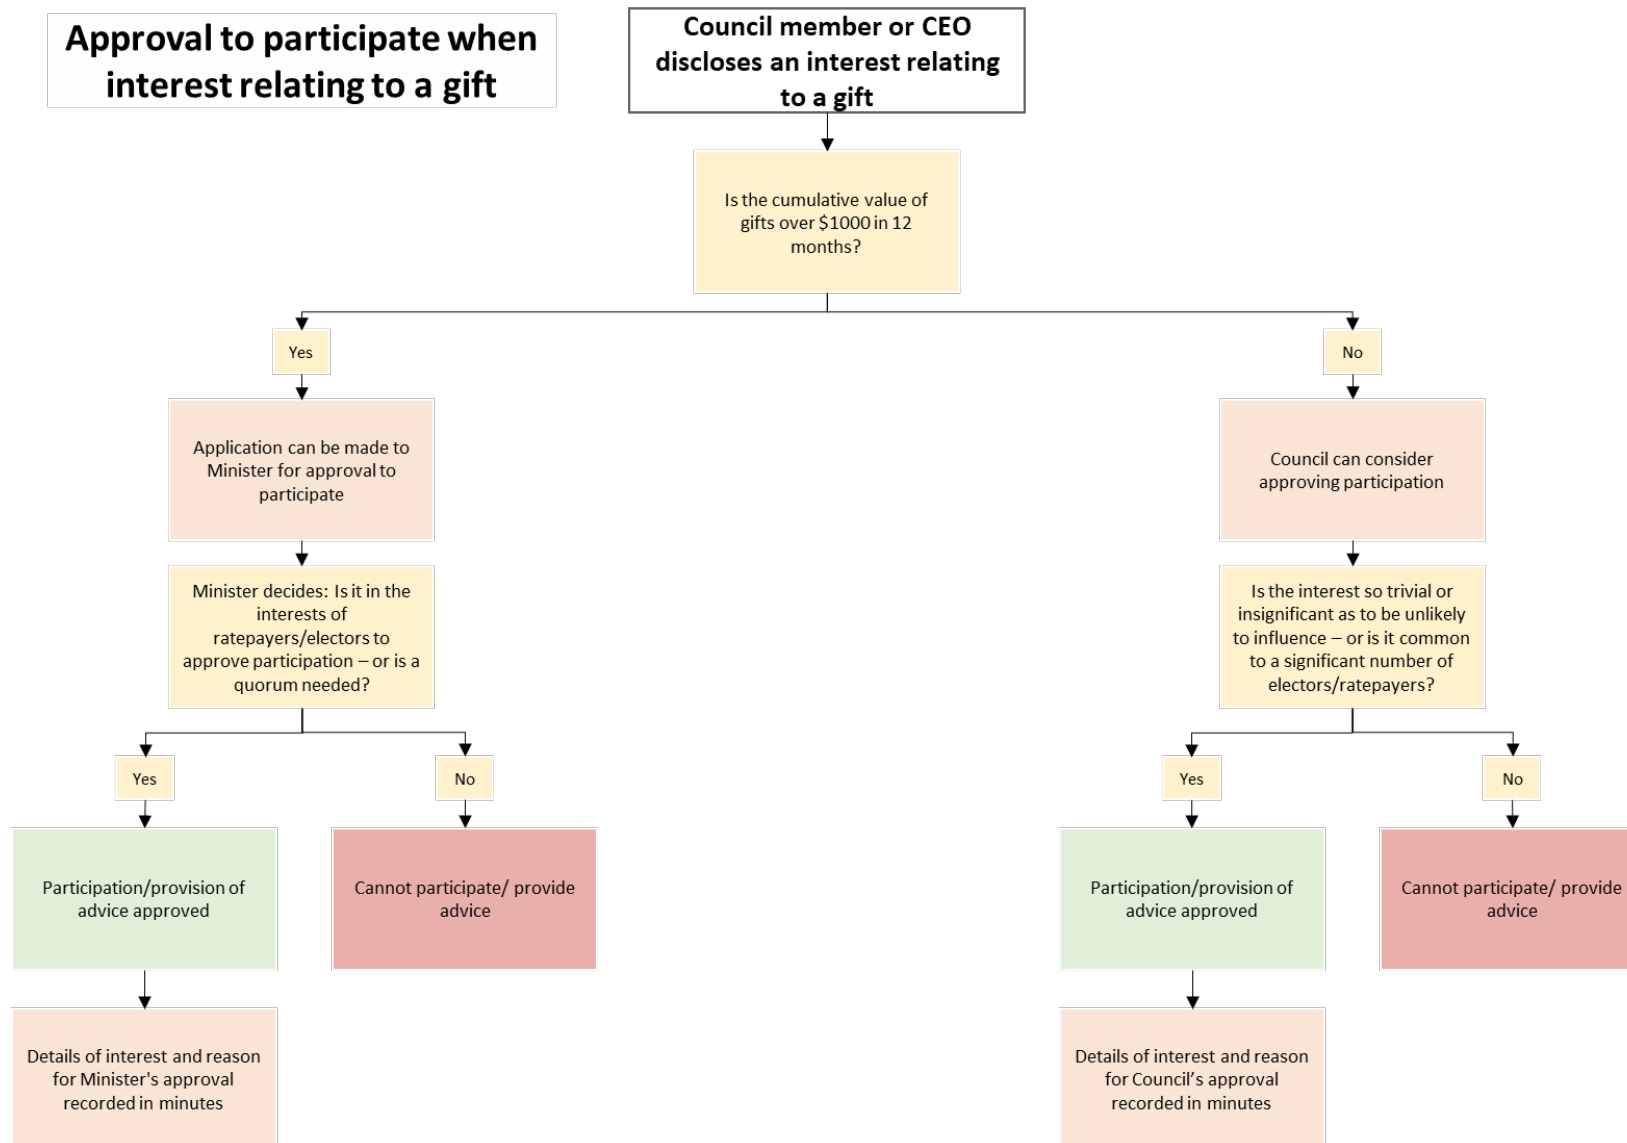 Approval to participate when
interest relating to a gift
Council member or CEO
discloses an interest relating
to a gift
Is the cumulative value of
gifts over $1000 in 12
months?
Yes
No
Application can be made to
Minister for approval to
participate
Council can consider
approving participation
Minister decides: Is it in the
interests of
ratepayers/electors to
approve participation – or is a
quorum needed?
Is the interest so trivial or
insignificant as to be unlikely
to influence – or is it common
to a significant number of
electors/ratepayers?
Yes
No
Yes
No
Participation/provision of
advice approved
Cannot participate/ provide
advice
Participation/provision of
advice approved
Cannot participate/ provide
advice
Details of interest and reason
for Minister's approval
recorded in minutes
Details of interest and reason
for Council’s approval
recorded in minutes